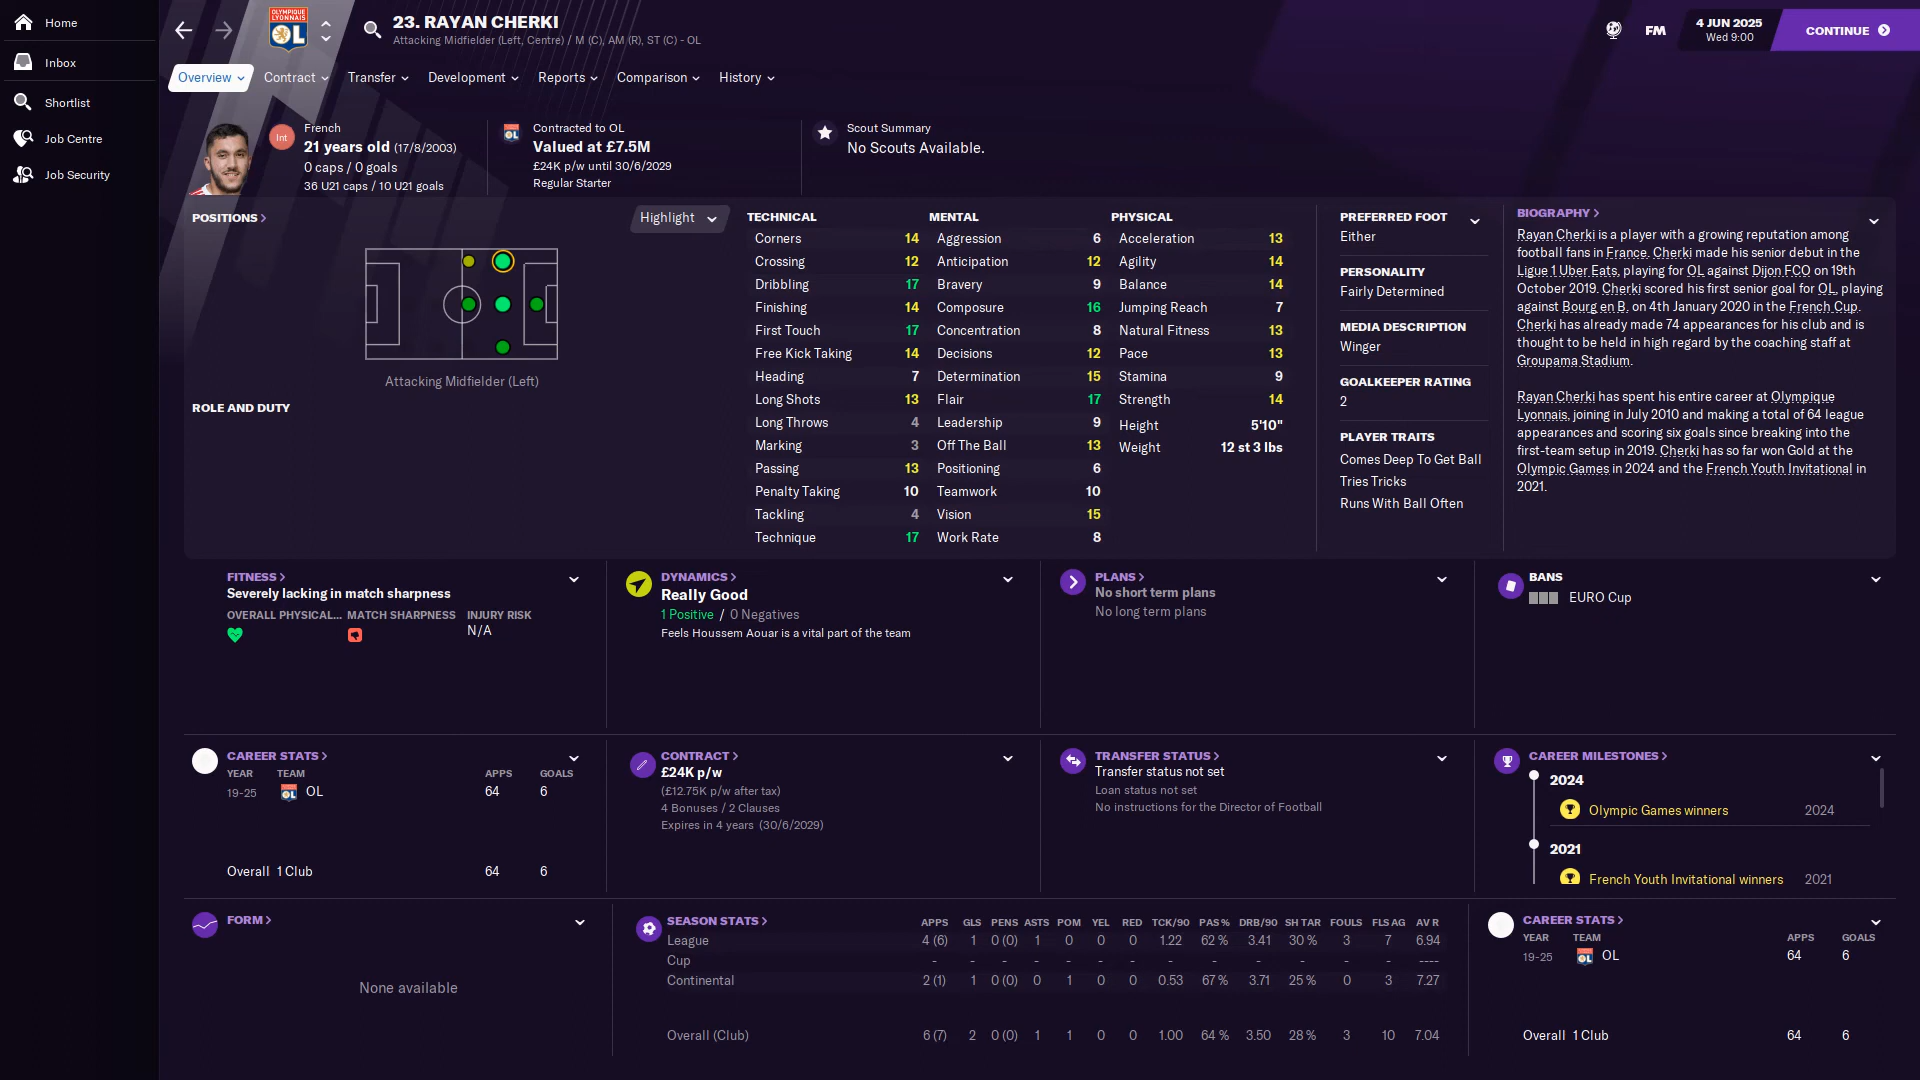 Home
Inbox
Shortlist
Job Centre
Job Security
OLYMPIQUE LYONNAIS
OL
23. RAYAN CHERKI
Attacking Midfielder (Left, Centre) / M (C), AM (R), ST (C) - OL
FM
4 JUN 2025
Wed 9:00
CONTINUE
Overview
Contract
Transfer
Development
Reports
Comparison
History
Int
French
21 years old (17/8/2003)
0 caps / 0 goals
36 U21 caps / 10 U21 goals
Contracted to OL
Valued at £7.5M
£24K p/w until 30/6/2029
Regular Starter
Scout Summary
No Scouts Available.
POSITIONS
Highlight
Attacking Midfielder (Left)
ROLE AND DUTY
TECHNICAL
Corners 14
Crossing 12
Dribbling 17
Finishing 14
First Touch 17
Free Kick Taking 14
Heading 7
Long Shots 13
Long Throws 4
Marking 3
Passing 13
Penalty Taking 10
Tackling 4
Technique 17
MENTAL
Aggression 6
Anticipation 12
Bravery 9
Composure 16
Concentration 8
Decisions 12
Determination 15
Flair 17
Leadership 9
Off The Ball 13
Positioning 6
Teamwork 10
Vision 15
Work Rate 8
PHYSICAL
Acceleration 13
Agility 14
Balance 14
Jumping Reach 7
Natural Fitness 13
Pace 13
Stamina 9
Strength 14
Height 5'10"
Weight 12 st 3 lbs
PREFERRED FOOT
Either
PERSONALITY
Fairly Determined
MEDIA DESCRIPTION
Winger
GOALKEEPER RATING
2
PLAYER TRAITS
Comes Deep To Get Ball
Tries Tricks
Runs With Ball Often
BIOGRAPHY
Rayan Cherki is a player with a growing reputation among
football fans in France. Cherki made his senior debut in the
Ligue 1 Uber Eats, playing for OL against Dijon FCO on 19th
October 2019. Cherki scored his first senior goal for OL, playing
against Bourg en B. on 4th January 2020 in the French Cup.
Cherki has already made 74 appearances for his club and is
thought to be held in high regard by the coaching staff at
Groupama Stadium.
Rayan Cherki has spent his entire career at Olympique
Lyonnais, joining in July 2010 and making a total of 64 league
appearances and scoring six goals since breaking into the
first-team setup in 2019. Cherki has so far won Gold at the
Olympic Games in 2024 and the French Youth Invitational in
2021.
FITNESS
Severely lacking in match sharpness
OVERALL PHYSICAL... MATCH SHARPNESS INJURY RISK
N/A
DYNAMICS
Really Good
1 Positive / 0 Negatives
Feels Houssem Aouar is a vital part of the team
PLANS
No short term plans
No long term plans
BANS
EURO Cup
CAREER STATS
YEAR TEAM APPS GOALS
19-25 OL 64 6
Overall 1 Club 64 6
CONTRACT
£24K p/w
(£12.75K p/w after tax)
4 Bonuses / 2 Clauses
Expires in 4 years (30/6/2029)
TRANSFER STATUS
Transfer status not set
Loan status not set
No instructions for the Director of Football
CAREER MILESTONES
2024
Olympic Games winners 2024
2021
French Youth Invitational winners 2021
FORM
None available
SEASON STATS APPS GLS PENS ASTS POM YEL RED TCK/90 PAS % DRB/90 SH TAR FOULS FLS AG AV R
League 4 (6) 1 0 (0) 1 0 0 0 1.22 62 % 3.41 30 % 3 7 6.94
Cup - - - - - - - - - - - - - ----
Continental 2 (1) 1 0 (0) 0 1 0 0 0.53 67 % 3.71 25 % 0 3 7.27
Overall (Club) 6 (7) 2 0 (0) 1 1 0 0 1.00 64 % 3.50 28 % 3 10 7.04
CAREER STATS
YEAR TEAM APPS GOALS
19-25 OL 64 6
Overall 1 Club 64 6